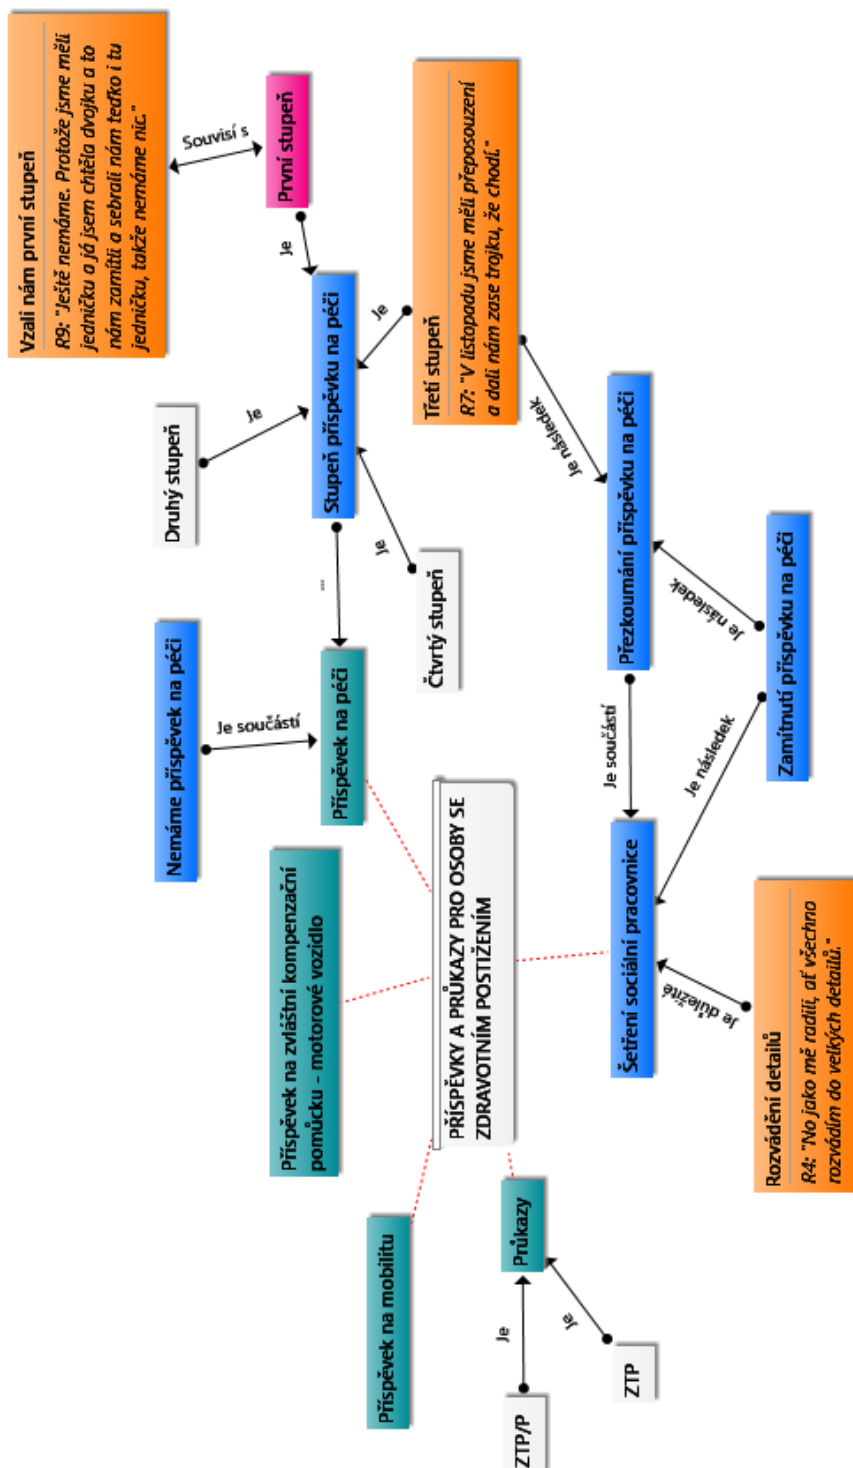 Vzali nám první stupeň
R9: "Ještě nemáme. Protože jsme měli
jedničku a já jsem chtěla dvojku a to
nám zamítli a sebrali nám teďko i tu
jedničku, takže nemáme nic."
Souvisí s
Nemáme příspěvek na péči
Druhý stupeň
Je součástí
Je
První stupeň
Je
Příspěvek na zvláštní kompenzační
pomůcku – motorové vozidlo
Příspěvek na péči
...
Stupeň příspěvku na péči
Je
Je
Příspěvek na mobilitu
Čtvrtý stupeň
Třetí stupeň
R7: "V listopadu jsme měli přeposouzení
a dali nám zase trojku, že chodí."
PŘÍSPĚVKY A PRŮKAZY PRO OSOBY SE
ZDRAVOTNÍM POSTIŽENÍM
Průkazy
Je
Je
ZTP/P
ZTP
Je následek
Šetření sociální pracovnice
Je součástí
Přezkoumání příspěvku na péči
Je důležité
Je následek
Je následek
Rozvádění detailů
R4: "No jako mě radili, ať všechno
rozvádím do velkých detailů."
Zamítnutí příspěvku na péči